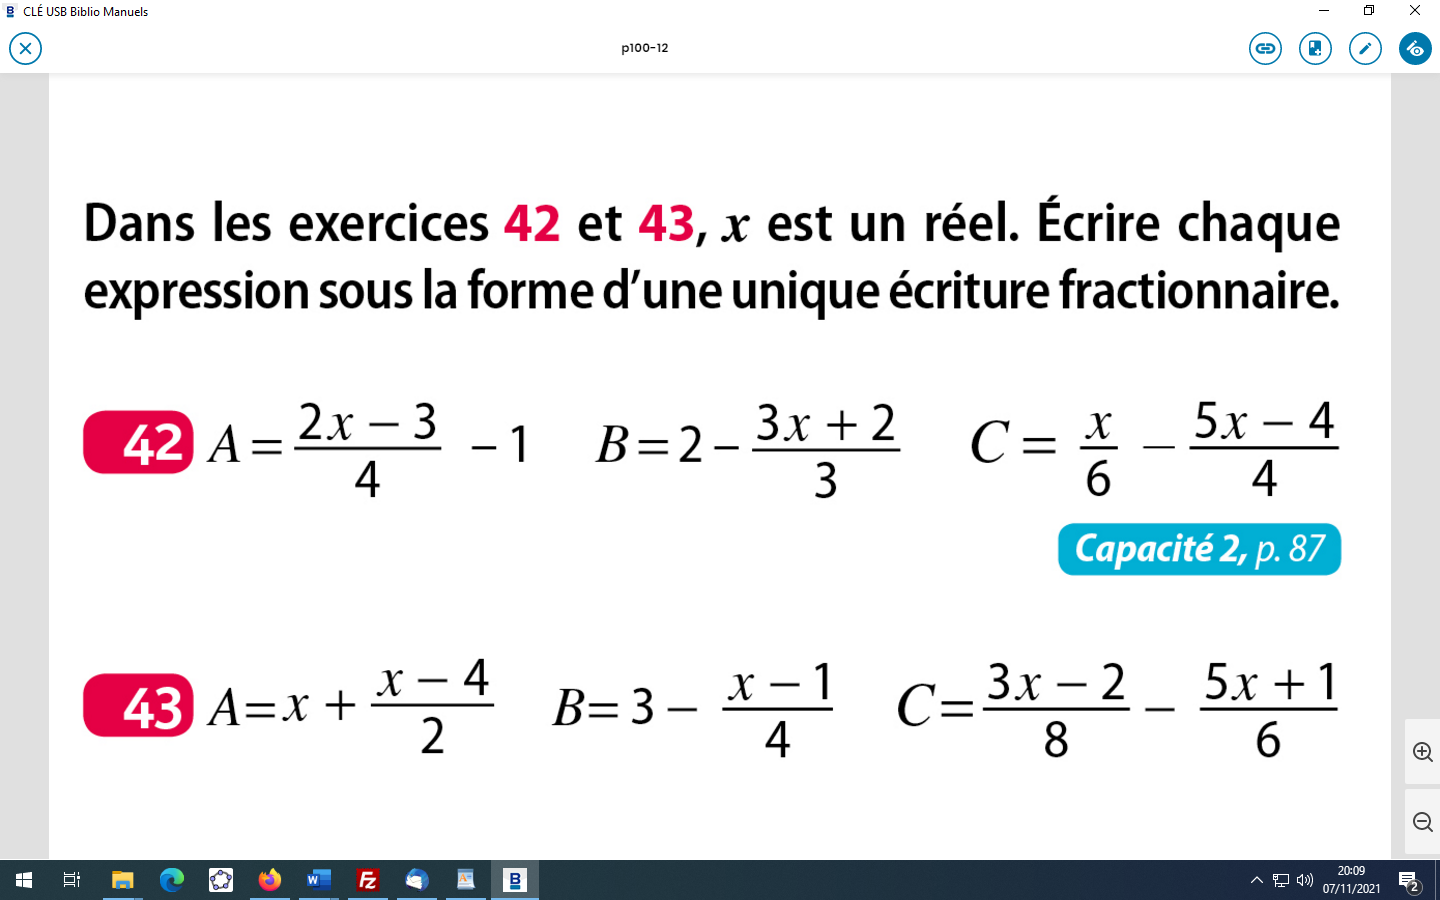 CLÉ USB Biblio Manuels
p100-12
Dans les exercices 42 et 43, x est un réel. Écrire chaque
expression sous la forme d’une unique écriture fractionnaire.
42 A = (2x − 3)/4 − 1 B = 2 − (3x + 2)/3 C = x/6 − (5x − 4)/4
Capacité 2, p. 87
43 A = x + (x − 4)/2 B = 3 − (x − 1)/4 C = (3x − 2)/8 − (5x + 1)/6
20:09
07/11/2021
2